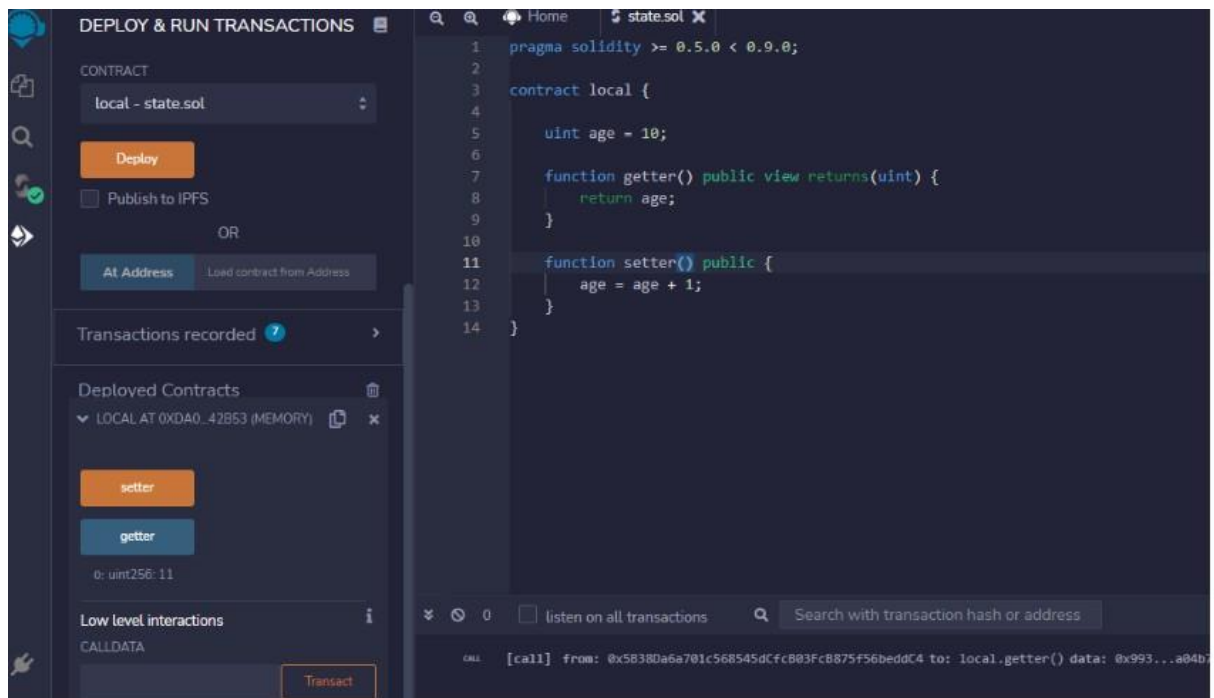 DEPLOY & RUN TRANSACTIONS
CONTRACT
local - state.sol
Deploy
Publish to IPFS
OR
At Address Load contract from Address
Transactions recorded 7
Deployed Contracts
LOCAL AT 0XDA0...42B53 (MEMORY)
setter
getter
0: uint256: 11
Low level interactions
CALLDATA
Transact
Home state.sol
1 pragma solidity >= 0.5.0 < 0.9.0;
2
3 contract local {
4
5 uint age = 10;
6
7 function getter() public view returns(uint) {
8 return age;
9 }
10
11 function setter() public {
12 age = age + 1;
13 }
14 }
0 listen on all transactions Search with transaction hash or address
CALL [call] from: 0x5B38Da6a701c568545dCfcB03FcB875f56beddC4 to: local.getter() data: 0x993...a04b7